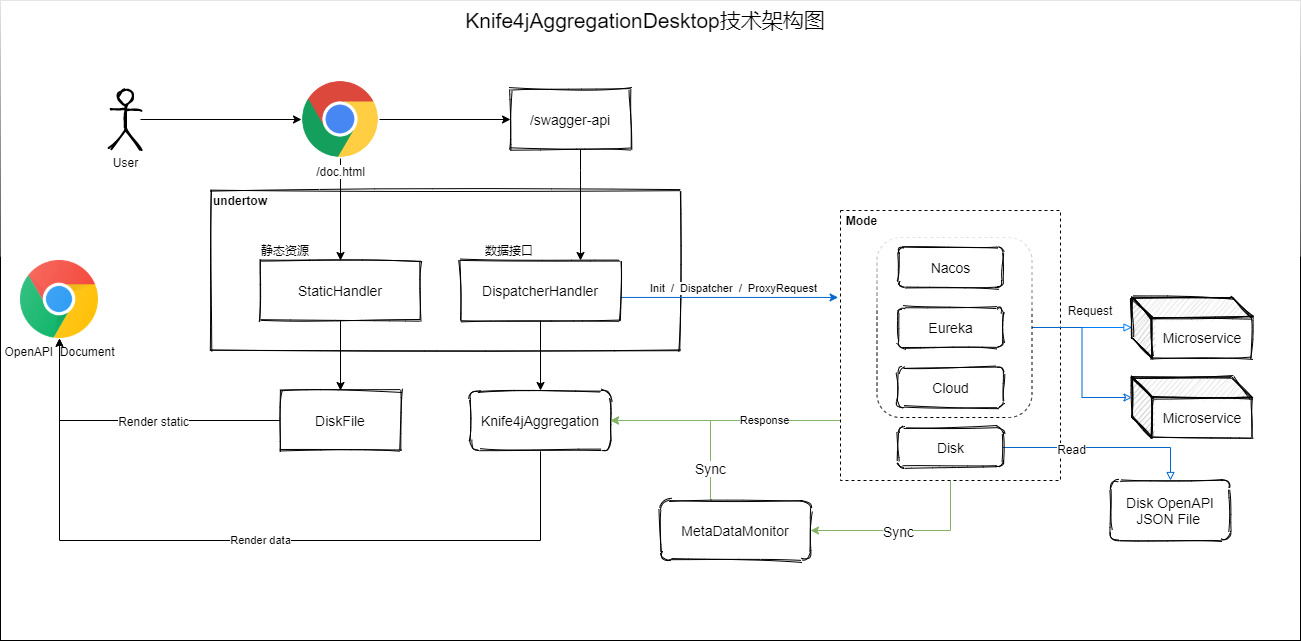 Knife4jAggregationDesktop技术架构图
/swagger-api
User
/doc.html
undertow
Mode
静态资源
数据接口
Nacos
StaticHandler
DispatcherHandler
Init / Dispatcher / ProxyRequest
Request
Eureka
Microservice
OpenAPI Document
Cloud
Render static
DiskFile
Knife4jAggregation
Response
Microservice
Disk
Read
Sync
Disk OpenAPI
JSON File
MetaDataMonitor
Sync
Render data